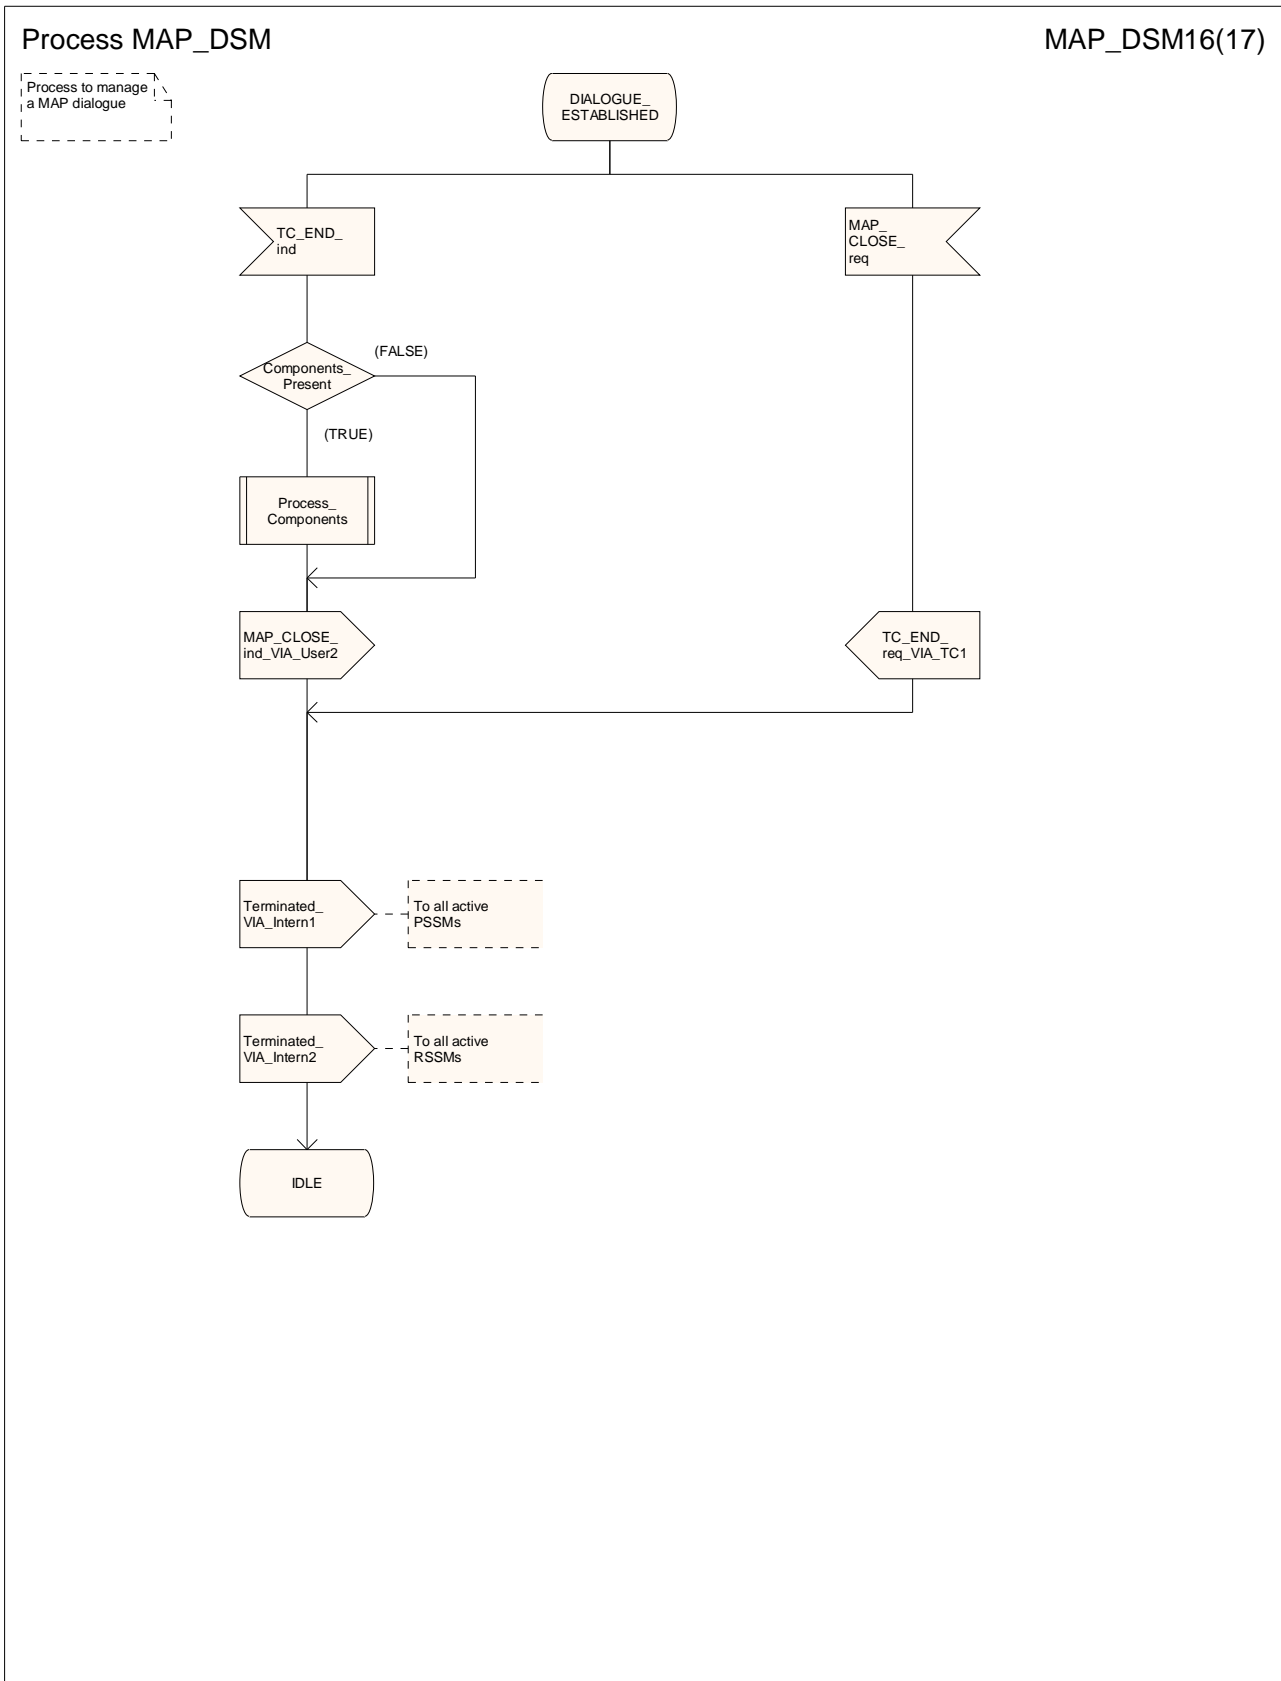 Process MAP_DSM
MAP_DSM16(17)
Process to manage
a MAP dialogue
DIALOGUE_
ESTABLISHED
TC_END_
ind
MAP_
CLOSE_
req
Components_
Present
(FALSE)
(TRUE)
Process_
Components
MAP_CLOSE_
ind_VIA_User2
TC_END_
req_VIA_TC1
Terminated_
VIA_Intern1
To all active
PSSMs
Terminated_
VIA_Intern2
To all active
RSSMs
IDLE